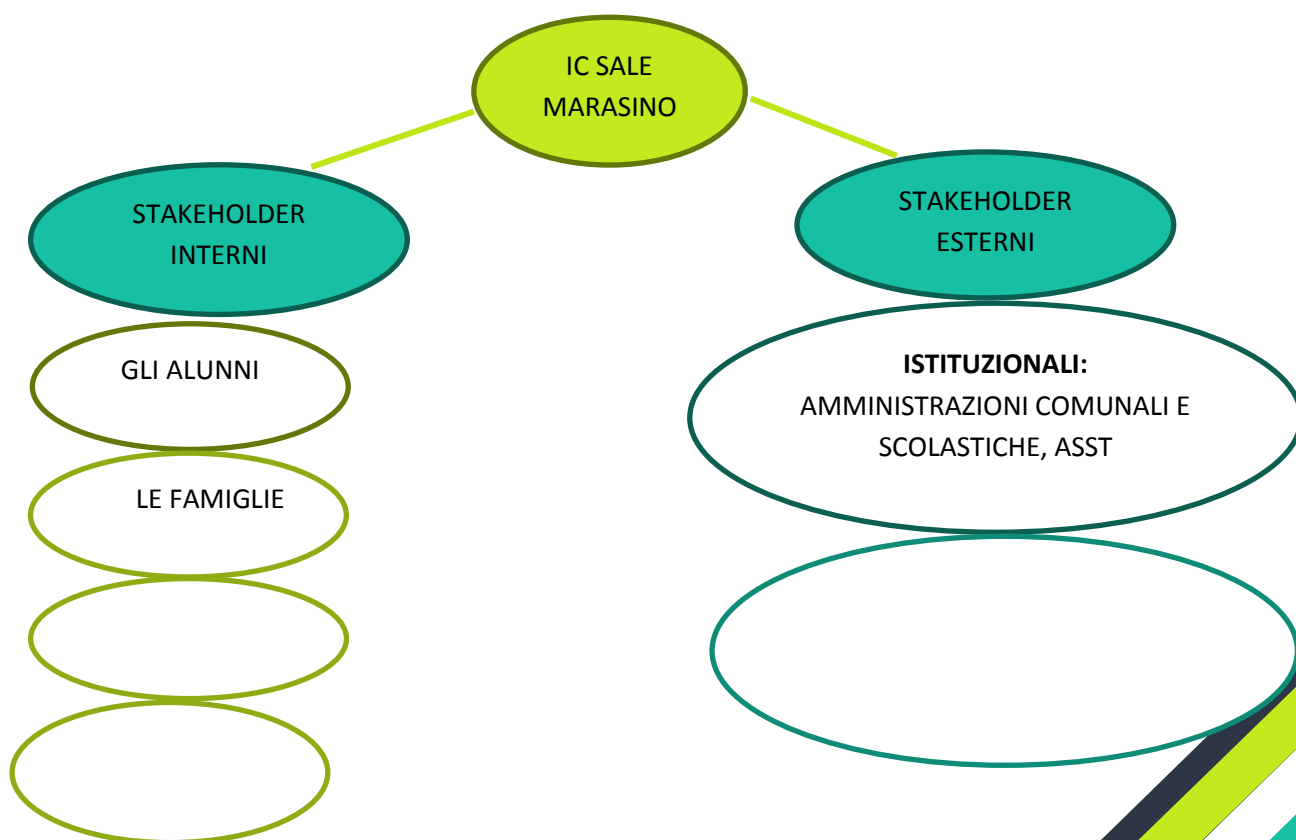 IC SALE
MARASINO
STAKEHOLDER
INTERNI
GLI ALUNNI
LE FAMIGLIE
STAKEHOLDER
ESTERNI
ISTITUZIONALI:
AMMINISTRAZIONI COMUNALI E
SCOLASTICHE, ASST